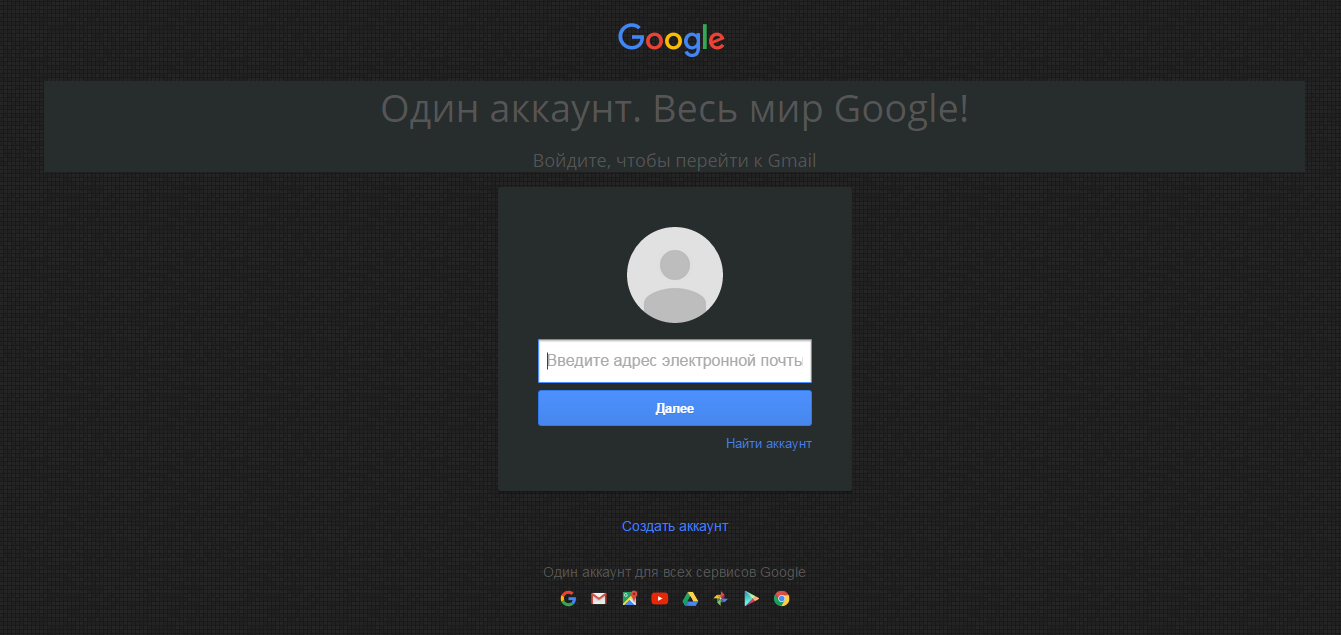 Google
Один аккаунт. Весь мир Google!
Войдите, чтобы перейти к Gmail
Введите адрес электронной почты
Далее
Найти аккаунт
Создать аккаунт
Один аккаунт для всех сервисов Google